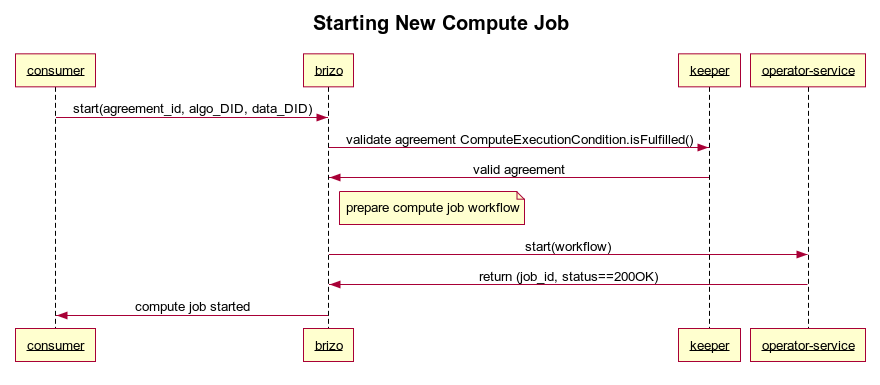 Starting New Compute Job
consumer
brizo
keeper
operator-service
start(agreement_id, algo_DID, data_DID)
validate agreement ComputeExecutionCondition.isFulfilled()
valid agreement
prepare compute job workflow
start(workflow)
return (job_id, status==200OK)
compute job started
consumer
brizo
keeper
operator-service